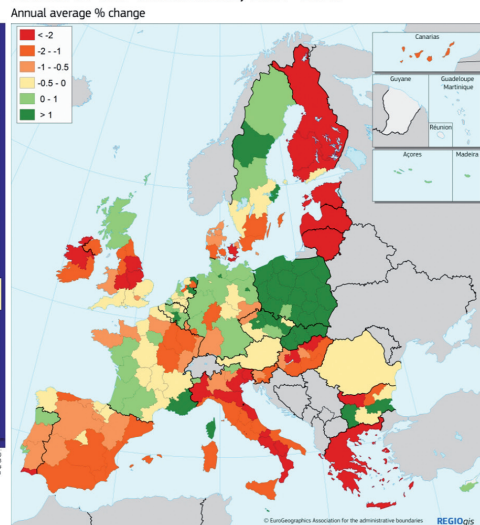 Annual average % change
< -2
-2 - -1
-1 - -0.5
-0.5 - 0
0 - 1
> 1
Canarias
Guyane
Guadeloupe
Martinique
Réunion
Açores
Madeira
© EuroGeographics Association for the administrative boundaries
REGIOgis